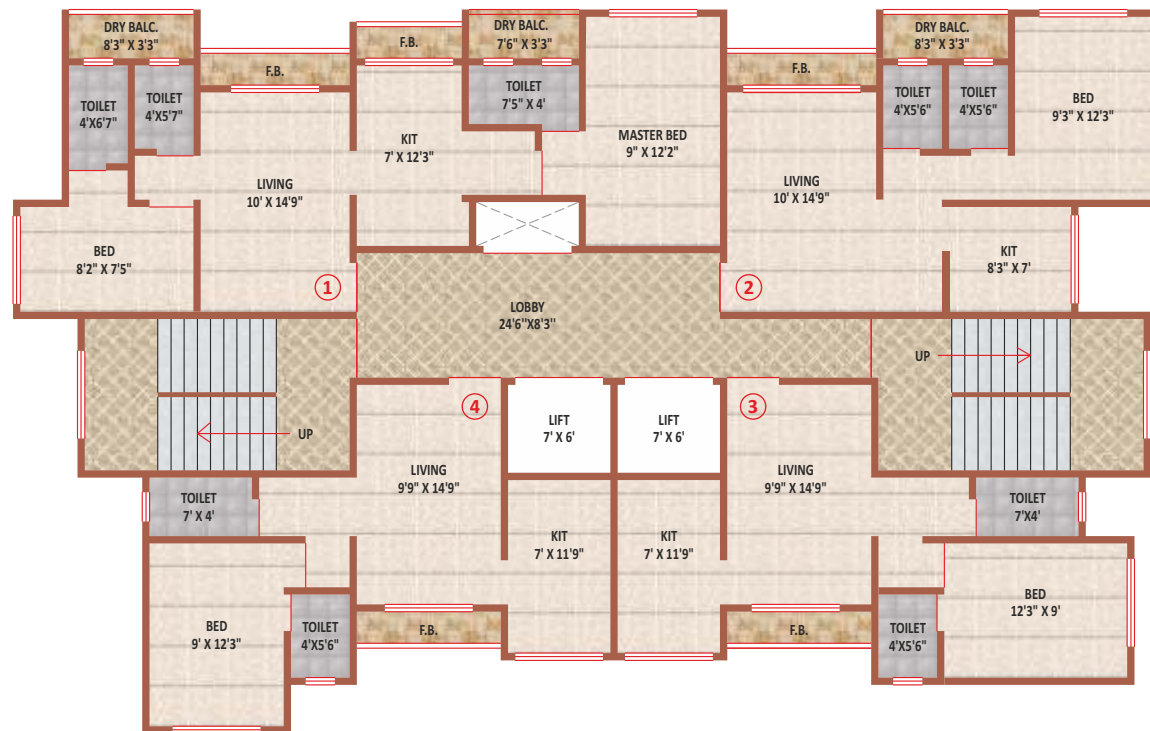 DRY BALC.
8'3" X 3'3"
TOILET
4'X6'7"
TOILET
4'X5'7"
F.B.
F.B.
DRY BALC.
7'6" X 3'3"
TOILET
7'5" X 4'
KIT
7' X 12'3"
MASTER BED
9" X 12'2"
LIVING
10' X 14'9"
BED
8'2" X 7'5"
1
F.B.
DRY BALC.
8'3" X 3'3"
TOILET
4'X5'6"
TOILET
4'X5'6"
BED
9'3" X 12'3"
LIVING
10' X 14'9"
KIT
8'3" X 7'
2
LOBBY
24'6"X8'3"
UP
UP
4
LIFT
7' X 6'
LIFT
7' X 6'
3
LIVING
9'9" X 14'9"
LIVING
9'9" X 14'9"
TOILET
7' X 4'
TOILET
7'X4'
KIT
7' X 11'9"
KIT
7' X 11'9"
BED
9' X 12'3"
TOILET
4'X5'6"
F.B.
F.B.
TOILET
4'X5'6"
BED
12'3" X 9'